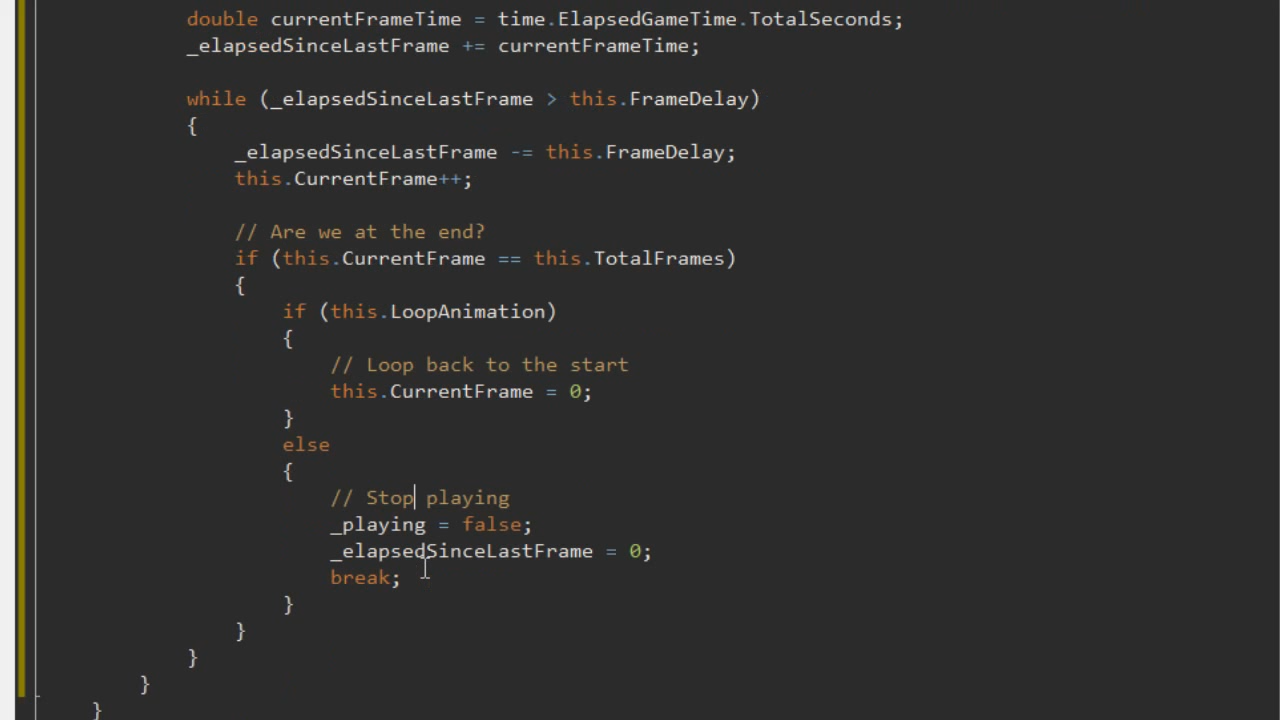 double currentFrameTime = time.ElapsedGameTime.TotalSeconds;
_elapsedSinceLastFrame += currentFrameTime;
while (_elapsedSinceLastFrame > this.FrameDelay)
{
_elapsedSinceLastFrame -= this.FrameDelay;
this.CurrentFrame++;
// Are we at the end?
if (this.CurrentFrame == this.TotalFrames)
{
if (this.LoopAnimation)
{
// Loop back to the start
this.CurrentFrame = 0;
}
else
{
// Stop playing
_playing = false;
_elapsedSinceLastFrame = 0;
break;
}
}
}
}
}